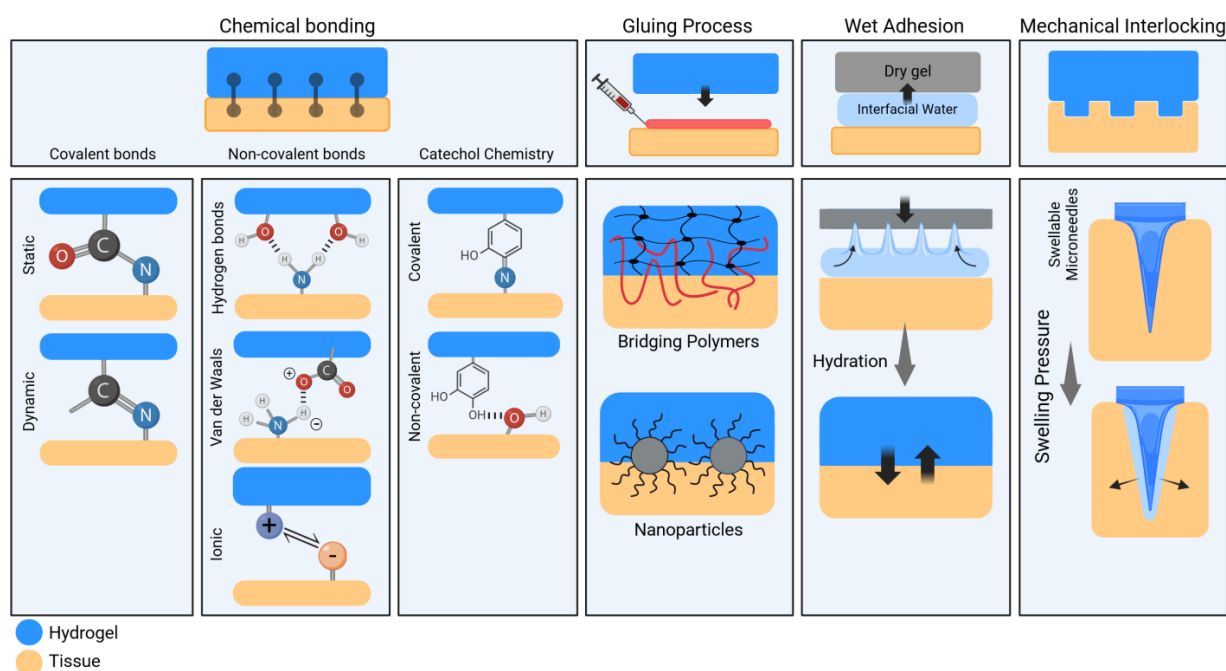 Chemical bonding
Gluing Process
Wet Adhesion
Mechanical Interlocking
Dry gel
Interfacial Water
Covalent bonds
Non-covalent bonds
Catechol Chemistry
Static
O
C
N
Dynamic
C
N
Hydrogen bonds
H
O
O
H
H
H
N
Van der Waals
+
O
C
O
H
H
H
N
-
Ionic
+
-
Covalent
HO
N
Non-covalent
HO
OH
O
H
Bridging Polymers
Nanoparticles
Hydration
Swellable
Microneedles
Swelling Pressure
Hydrogel
Tissue